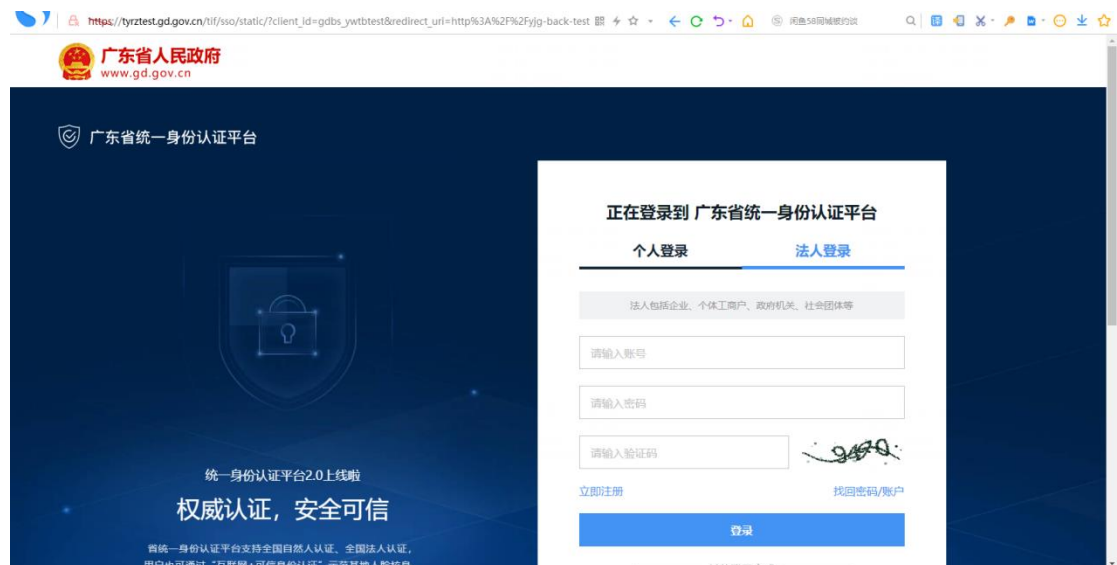 https://tyrztest.gd.gov.cn/tif/sso/static/?client_id=gdbs_ywtbtest&redirect_uri=http%3A%2F%2Fyjg-back-test
闲鱼58同城被约谈
广东省人民政府
www.gd.gov.cn
广东省统一身份认证平台
正在登录到 广东省统一身份认证平台
个人登录
法人登录
法人包括企业、个体工商户、政府机关、社会团体等
请输入账号
请输入密码
请输入验证码
立即注册
找回密码/账户
登录
统一身份认证平台2.0上线啦
权威认证，安全可信
省统一身份认证平台支持全国自然人认证、全国法人认证，